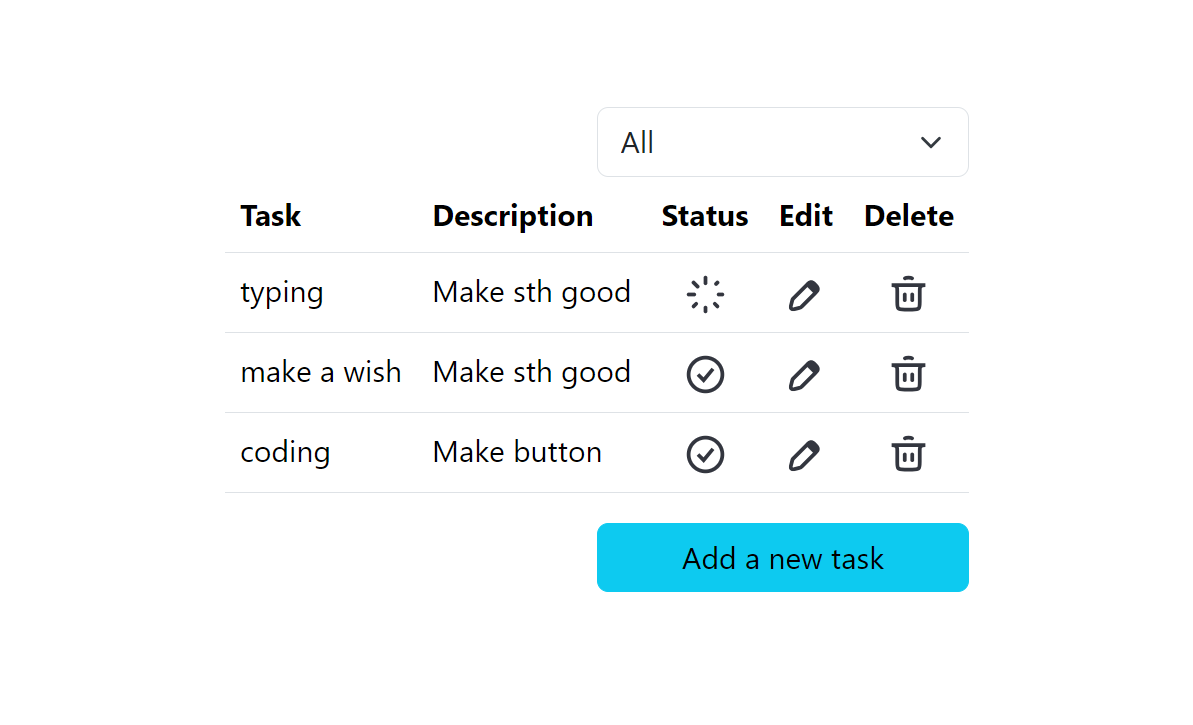 All
Task Description Status Edit Delete
typing Make sth good
make a wish Make sth good
coding Make button
Add a new task